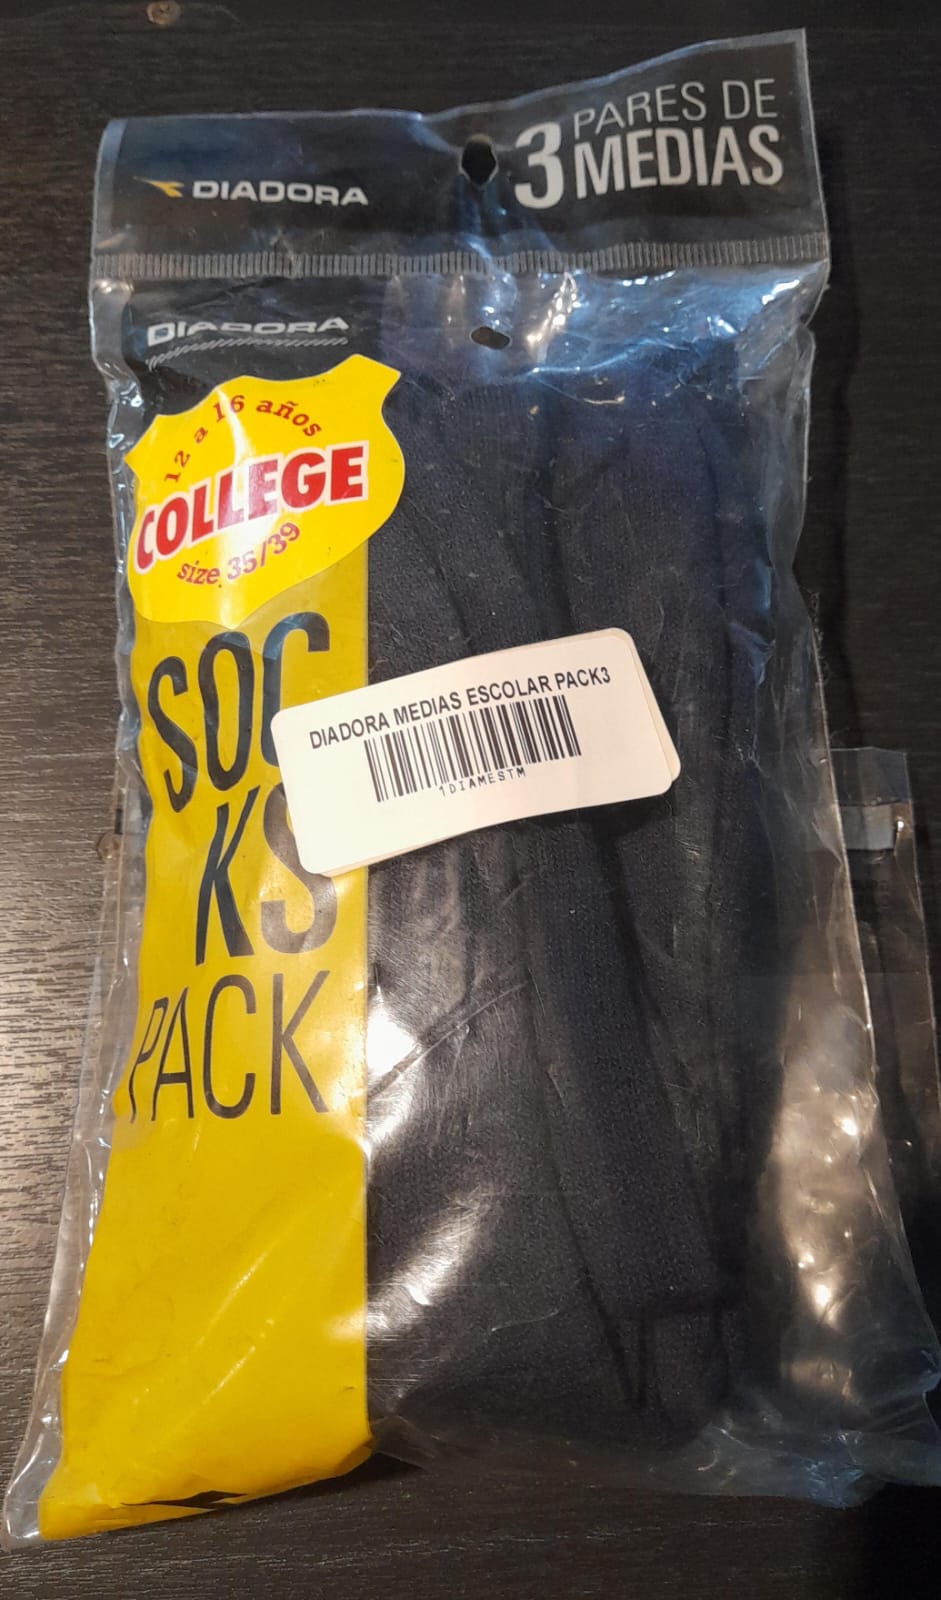 DIADORA
3 PARES DE
MEDIAS
DIADORA
12 a 16 años
COLLEGE
size 35/39
SOC
KS
PACK
DIADORA MEDIAS ESCOLAR PACK3
1DIAMESTM